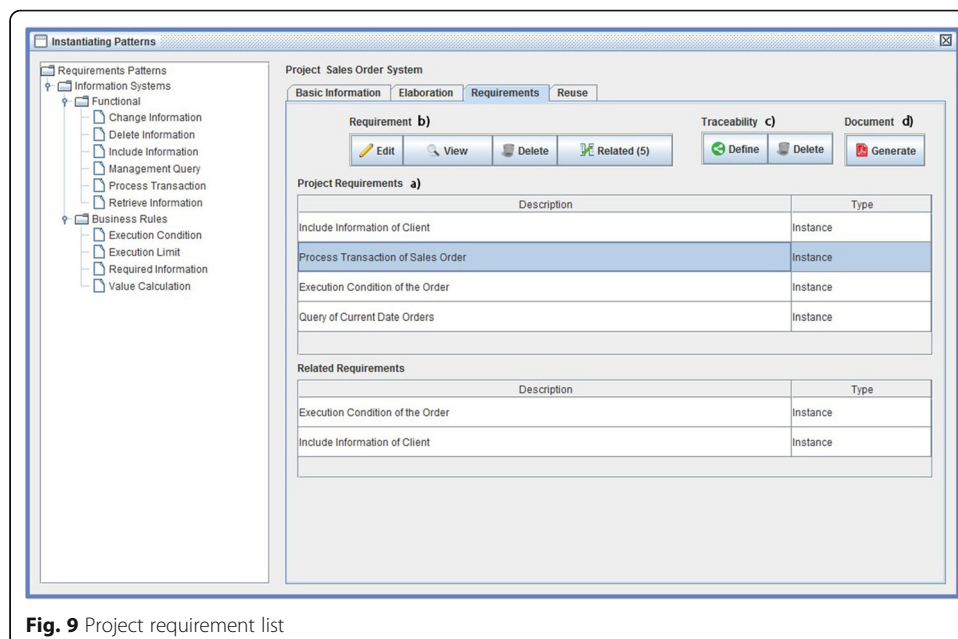 Instantiating Patterns
Requirements Patterns
Information Systems
Functional
Change Information
Delete Information
Include Information
Management Query
Process Transaction
Retrieve Information
Business Rules
Execution Condition
Execution Limit
Required Information
Value Calculation
Project Sales Order System
Basic Information Elaboration Requirements Reuse
Requirement b) Traceability c) Document d)
Edit View Delete Related (5) Define Delete Generate
Project Requirements a)
Description Type
Include Information of Client Instance
Process Transaction of Sales Order Instance
Execution Condition of the Order Instance
Query of Current Date Orders Instance
Related Requirements
Description Type
Execution Condition of the Order Instance
Include Information of Client Instance
Fig. 9 Project requirement list